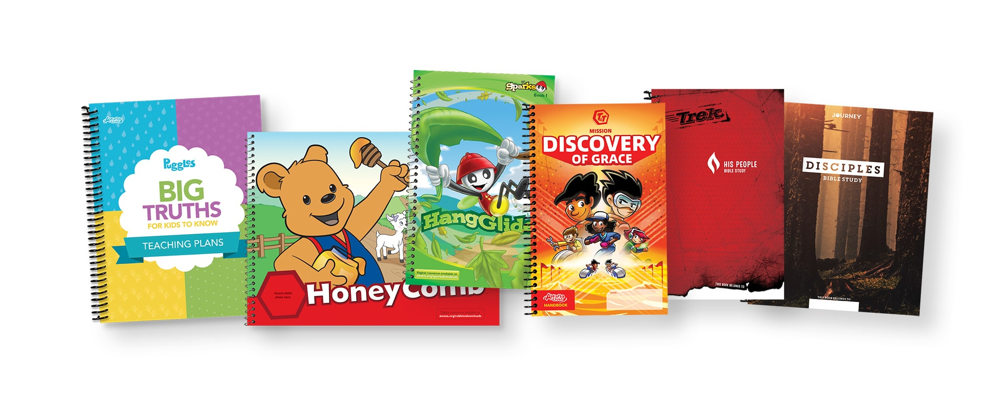 Awana
Clubs
Puggles
BIG
TRUTHS
FOR KIDS TO KNOW
TEACHING PLANS
Attach child's
photo here.
HoneyComb
Digital resources available at
awana.org/cubbiesdownloads
Sparks
Book 1
HangGlid
Digital resources available at
awana.org/sparksdownloads
T&T
MISSION
DISCOVERY
OF GRACE
Awana
Clubs
HANDBOOK
NAME:
Trek
HIS PEOPLE
BIBLE STUDY
THIS BOOK BELONGS TO:
JOURNEY
DISCIPLES
BIBLE STUDY
THIS BOOK BELONGS TO: